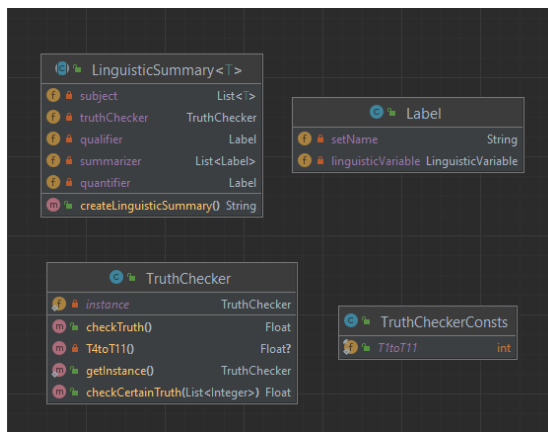 LinguisticSummary<T>
subject List<T>
truthChecker TruthChecker
qualifier Label
summarizer List<Label>
quantifier Label
createLinguisticSummary() String
Label
setName String
linguisticVariable LinguisticVariable
TruthChecker
instance TruthChecker
checkTruth() Float
T4toT11() Float?
getInstance() TruthChecker
checkCertainTruth(List<Integer>) Float
TruthCheckerConsts
T1toT11 int